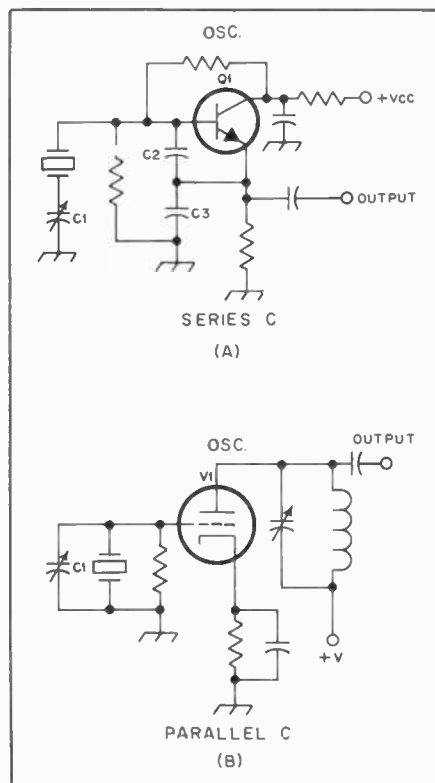 OSC.
Q1
+VCC
C2
C1
C3
OUTPUT
SERIES C
(A)
OSC.
OUTPUT
V1
C1
+V
PARALLEL C
(B)